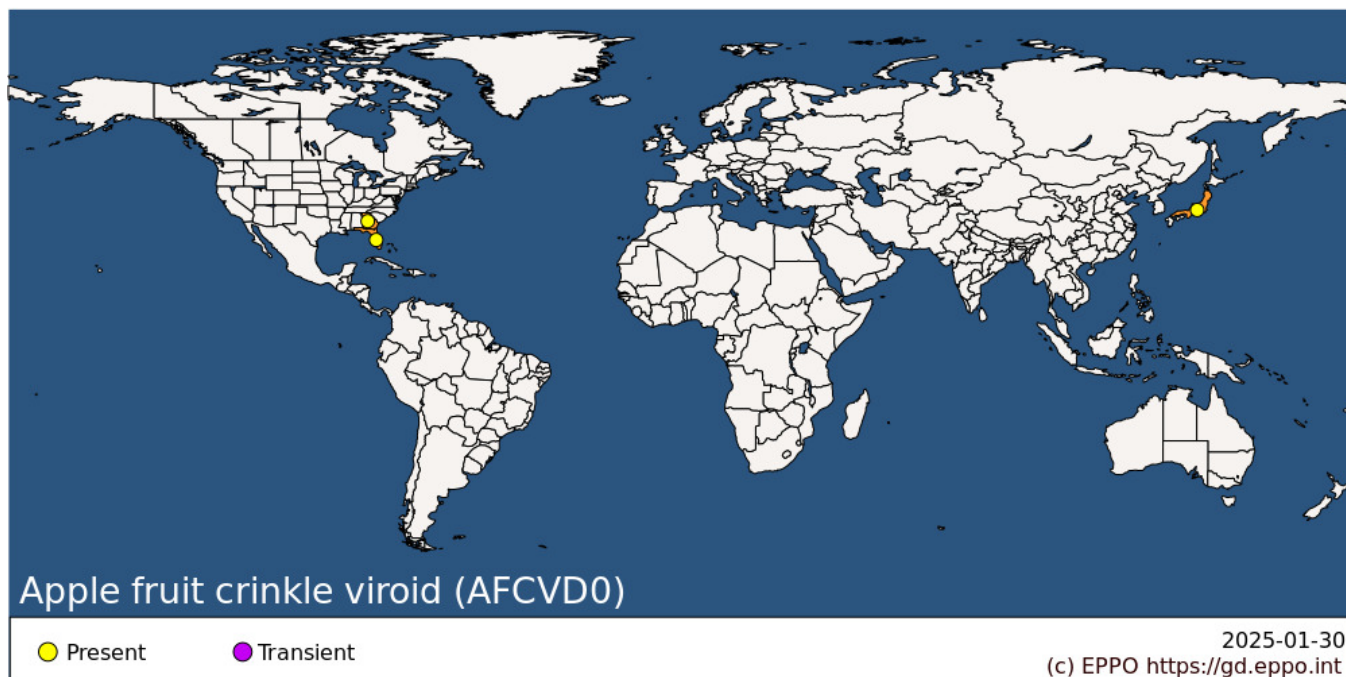 Apple fruit crinkle viroid (AFCVD0)
Present
Transient
2025-01-30
(c) EPPO https://gd.eppo.int